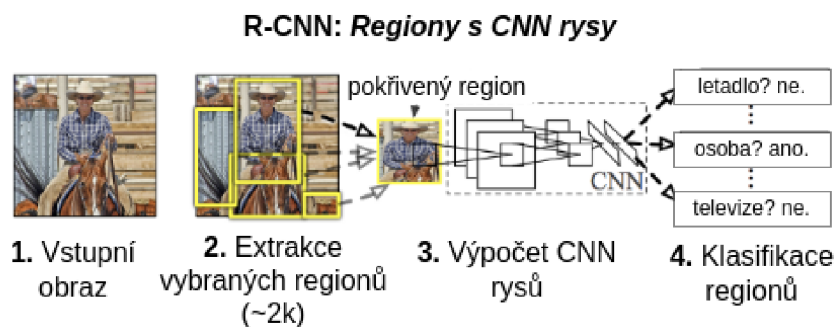 R-CNN: Regiony s CNN rysy
pokřivený region
letadlo? ne.
osoba? ano.
CNN
televize? ne.
1. Vstupní
obraz
2. Extrakce
vybraných regionů
(~2k)
3. Výpočet CNN
rysů
4. Klasifikace
regionů